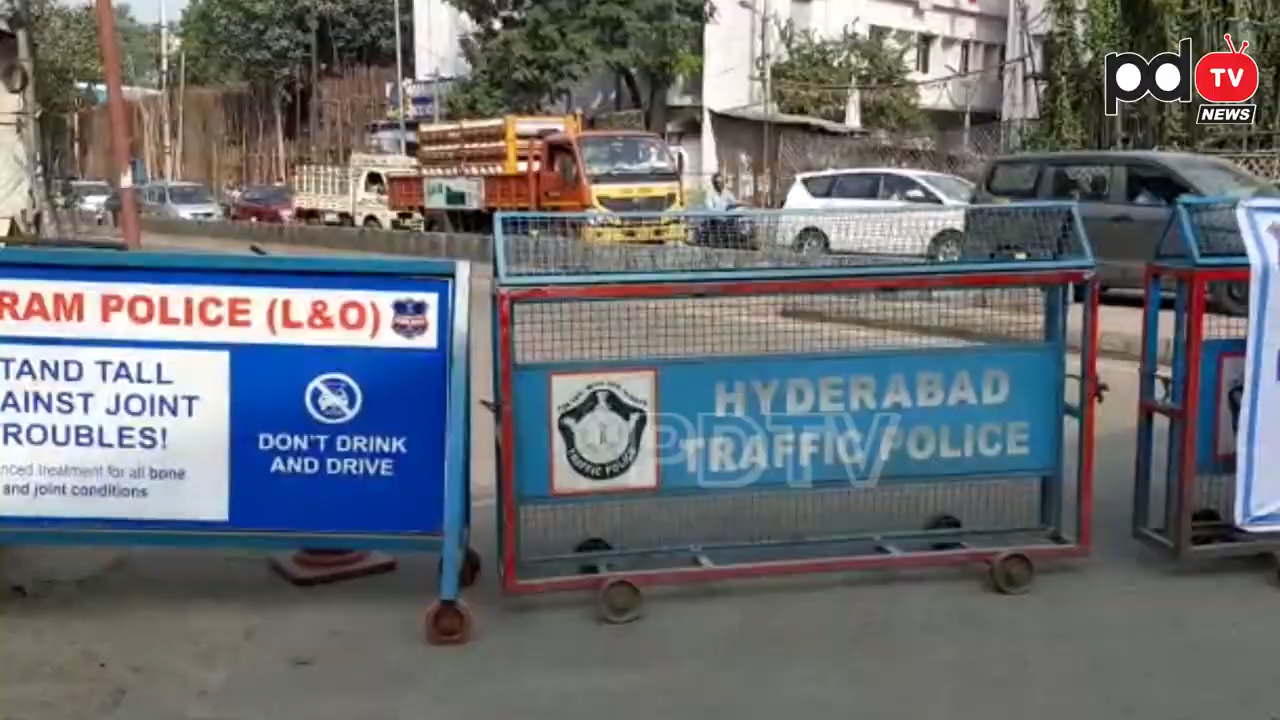 pd TV
NEWS
RAM POLICE (L&O)
TAND TALL
AINST JOINT
ROUBLES!
nced treatment for all bone
and joint conditions
DON'T DRINK
AND DRIVE
HYDERABAD
TRAFFIC POLICE
TRAFFIC POLICE
PDTV